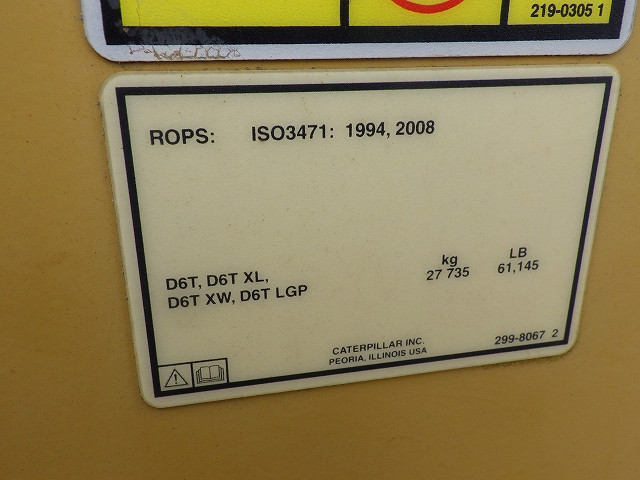 219-0305 1
ROPS: ISO3471: 1994, 2008
kg LB
D6T, D6T XL, 27 735 61,145
D6T XW, D6T LGP
CATERPILLAR INC. 299-8067 2
PEORIA, ILLINOIS USA